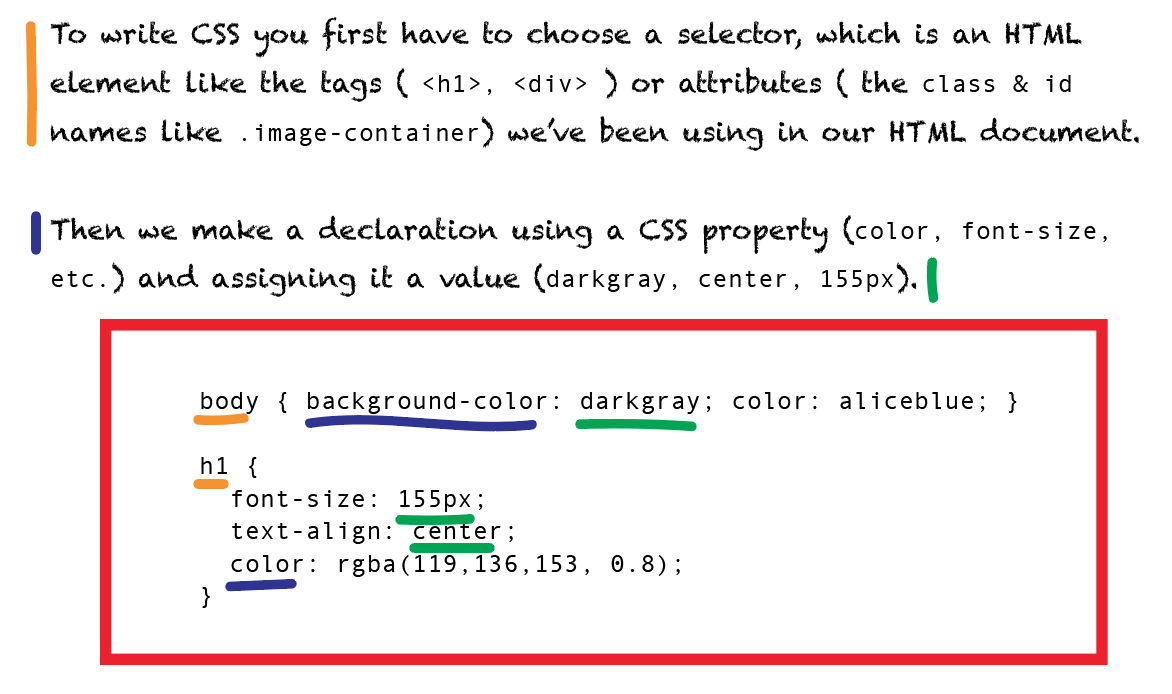 To write CSS you first have to choose a selector, which is an HTML
element like the tags ( <h1>, <div> ) or attributes ( the class & id
names like .image-container) we've been using in our HTML document.
Then we make a declaration using a CSS property (color, font-size,
etc.) and assigning it a value (darkgray, center, 155px).
body { background-color: darkgray; color: aliceblue; }
h1 {
font-size: 155px;
text-align: center;
color: rgba(119,136,153, 0.8);
}